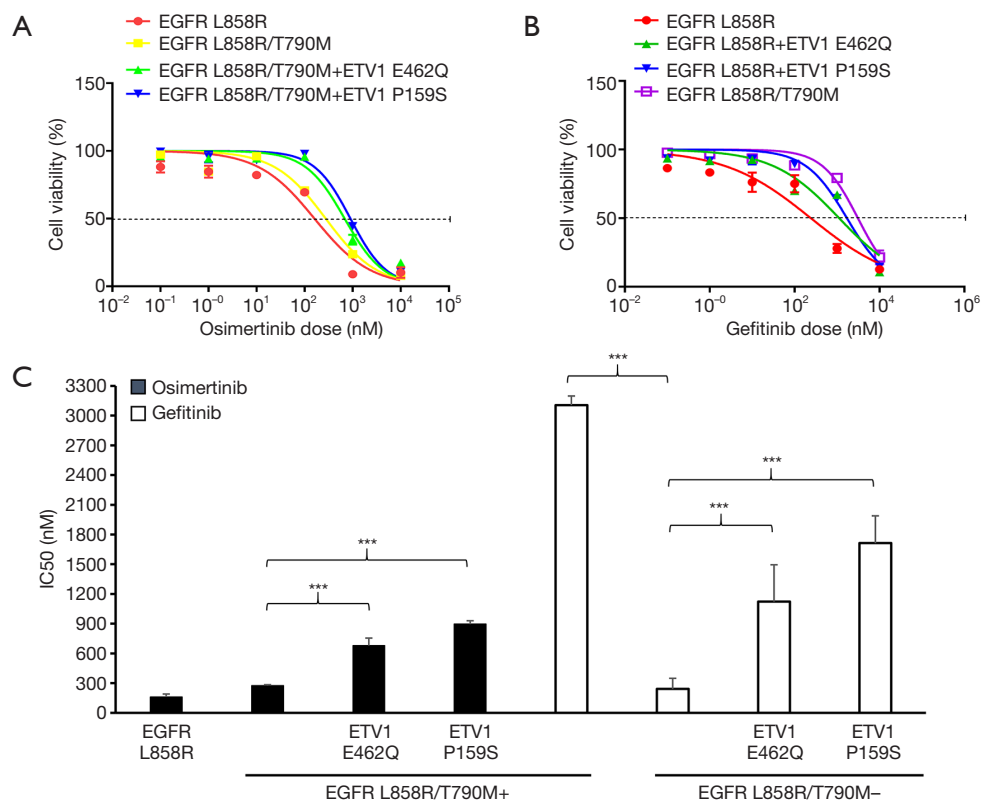 A
EGFR L858R
EGFR L858R/T790M
EGFR L858R/T790M+ETV1 E462Q
EGFR L858R/T790M+ETV1 P159S
150
100
50
0
Cell viability (%)
10⁻² 10⁻¹ 10⁻⁰ 10¹ 10² 10³ 10⁴ 10⁵
Osimertinib dose (nM)
B
EGFR L858R
EGFR L858R+ETV1 E462Q
EGFR L858R+ETV1 P159S
EGFR L858R/T790M
150
100
50
0
Cell viability (%)
10⁻² 10⁻⁰ 10² 10⁴ 10⁶
Gefitinib dose (nM)
C
Osimertinib
Gefitinib
3300
3000
2700
2400
2100
1800
1500
1200
900
600
300
0
IC50 (nM)
***
***
***
***
***
EGFR
L858R
ETV1
E462Q
ETV1
P159S
ETV1
E462Q
ETV1
P159S
EGFR L858R/T790M+
EGFR L858R/T790M−